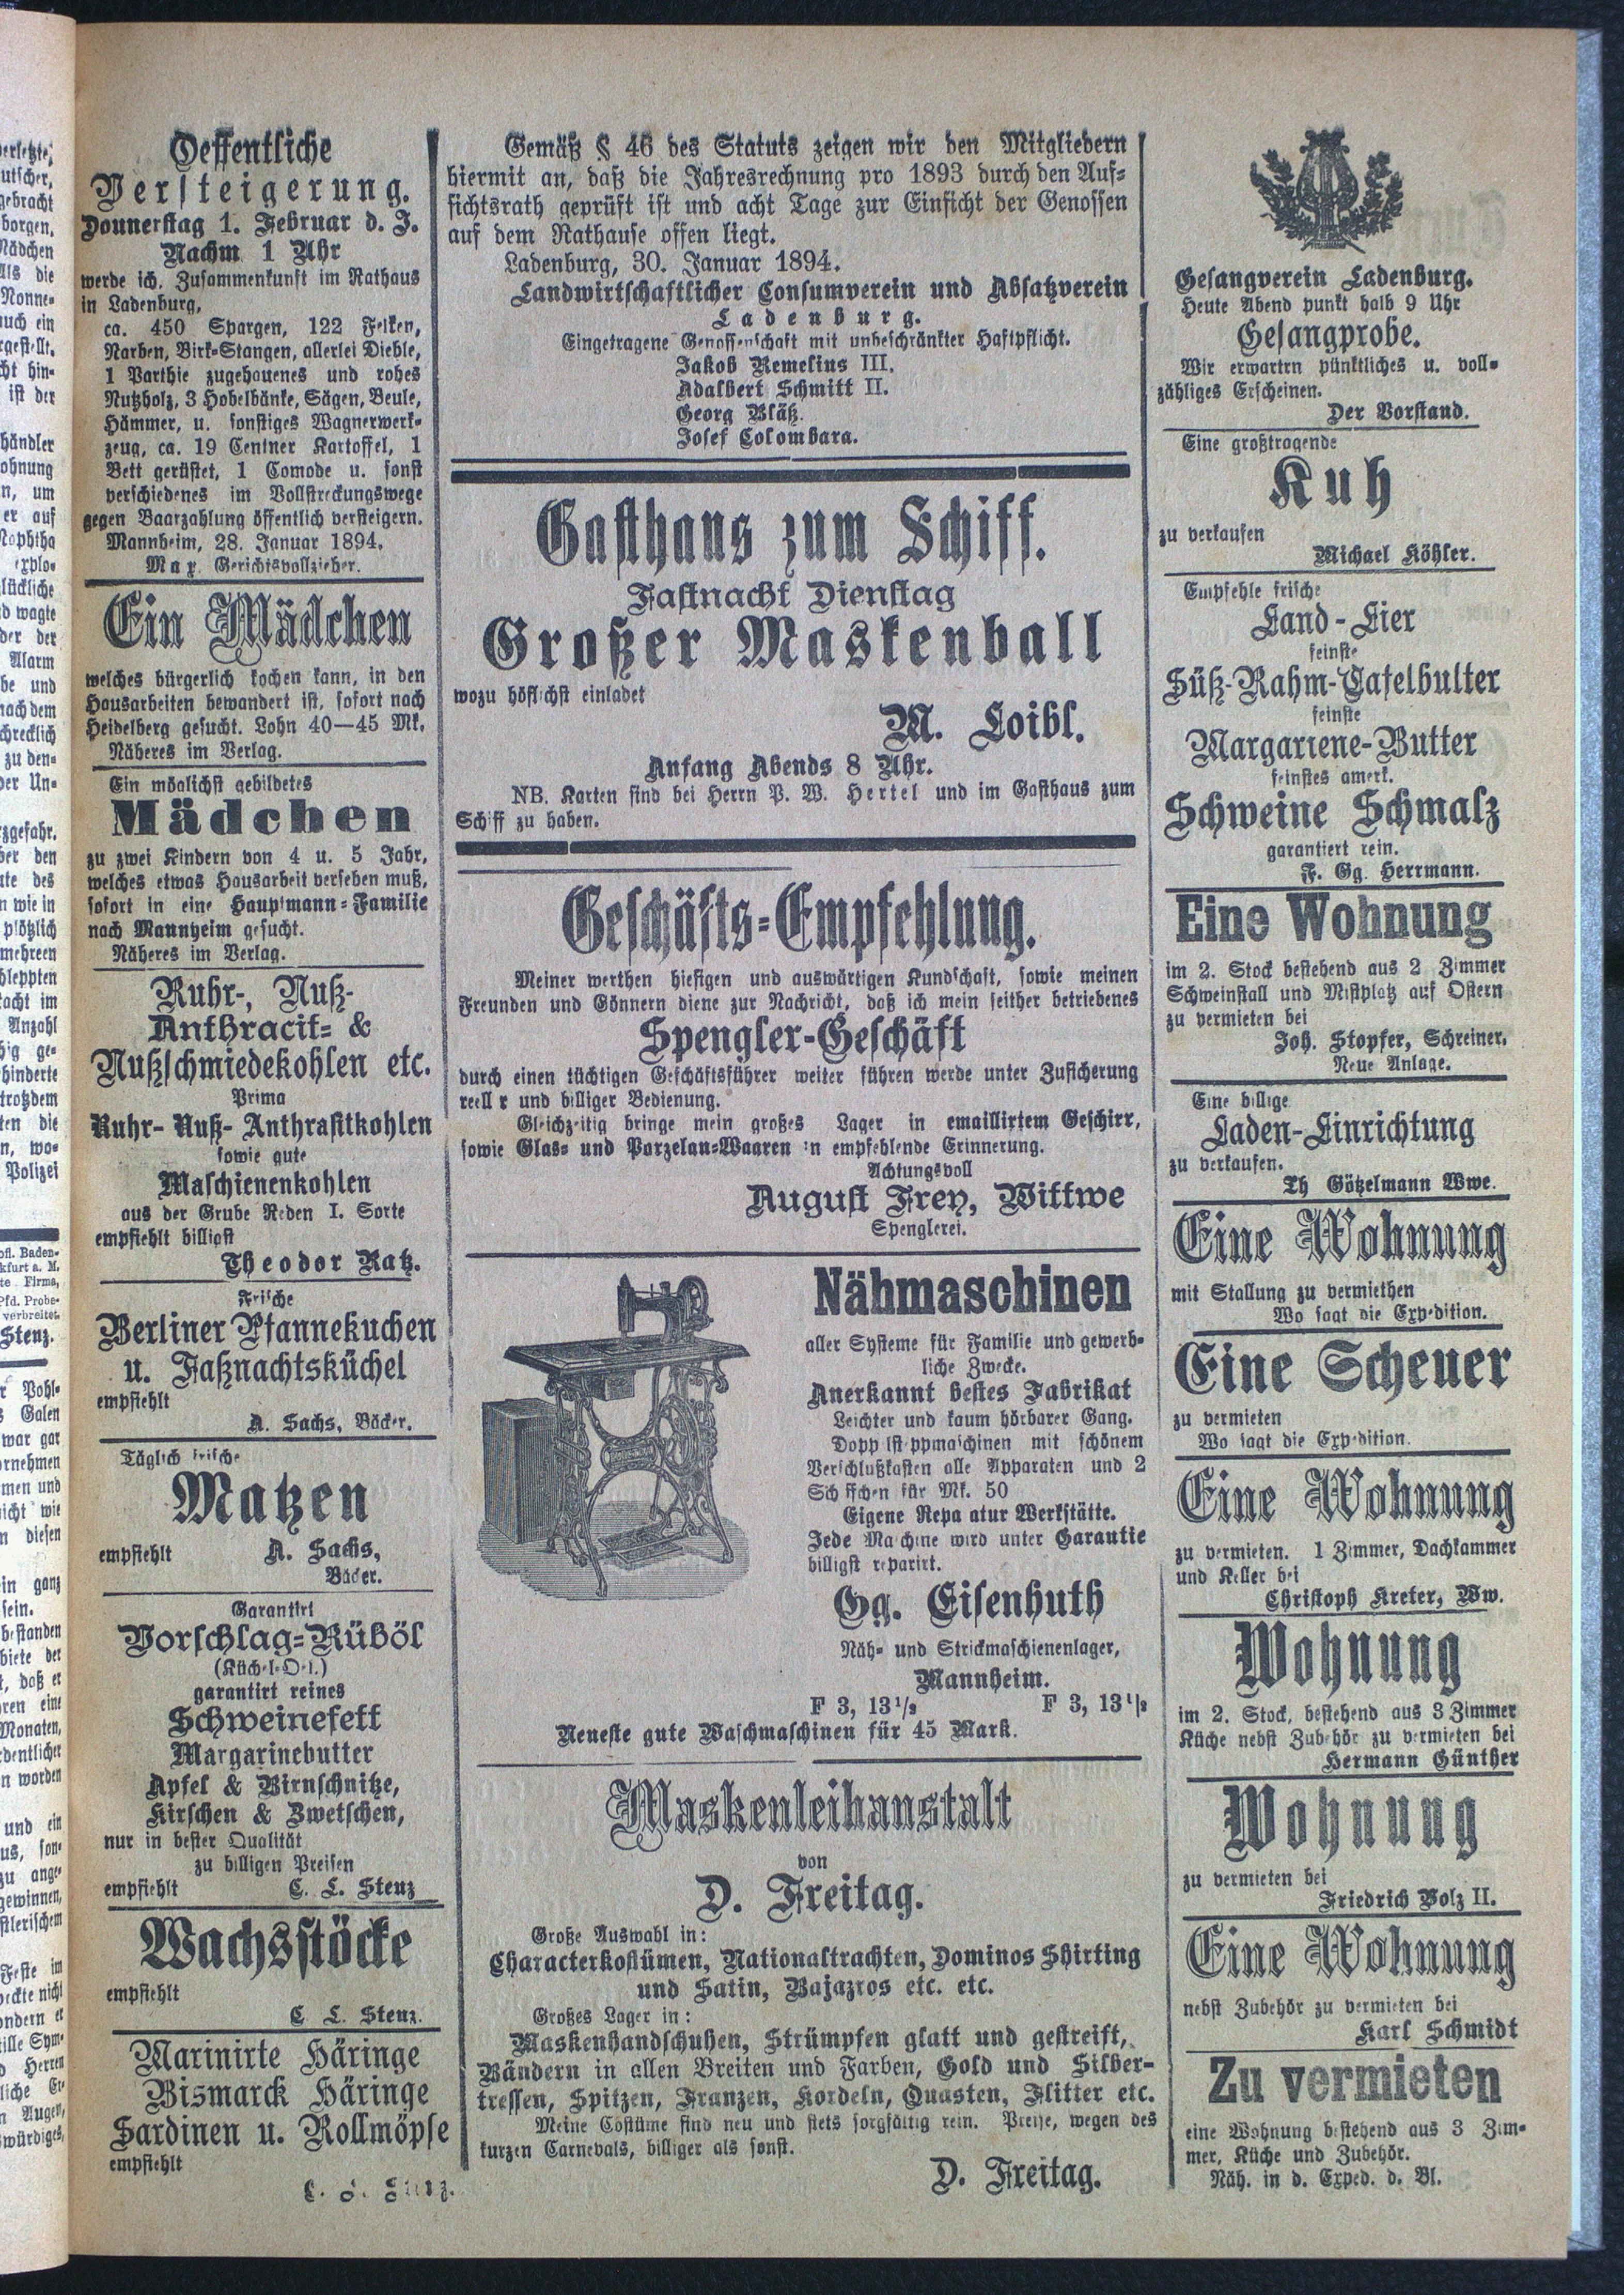 Oeffentliche
Versteigerung.
Donnerstag 1. Februar d. J.
Nachm 1 Uhr
werde ich. Zusammenkunft im Rathaus
in Ladenburg,
ca. 450 Spargen, 122 Felken,
Narben, Birk-Stangen, allerlei Diehle,
1 Parthie zugehauenes und rohes
Nutzholz, 3 Hobelbänke, Sägen, Beule,
Hämmer, u. sonstiges Wagnerwerk-
zeug, ca. 19 Centner Kartoffel, 1
Bett gerüstet, 1 Comode u. sonst
verschiedenes im Vollstreckungswege
gegen Baarzahlung öffentlich versteigern.
Mannheim, 28. Januar 1894.
Max, Gerichtsvollzieher.
Ein Mädchen
welches bürgerlich kochen kann, in den
Hausarbeiten bewandert ist, sofort nach
Heidelberg gesucht. Lohn 40—45 Mk.
Näheres im Verlag.
Ein möglichst gebildetes
Mädchen
zu zwei Kindern von 4 u. 5 Jahr,
welches etwas Hausarbeit versehen muß,
sofort in eine Hauptmann-Familie
nach Mannheim gesucht.
Näheres im Verlag.
Ruhr-, Nuß-
Anthracit- &
Nußschmiedekohlen etc.
Prima
Ruhr- Nuß- Anthrasitkohlen
sowie gute
Maschienenkohlen
aus der Grube Reden I. Sorte
empfiehlt billigst
Theodor Ratz.
Frische
Berliner Pfannekuchen
u. Faßnachtsküchel
empfiehlt
A. Sachs, Bäcker.
Täglich frische
Matzen
empfiehlt A. Sachs,
Bäcker.
Garantirt
Vorschlag-Rüböl
(Küchel-Oel.)
garantirt reines
Schweinefett
Margarinebutter
Apfel & Birnschnitze,
Kirschen & Zwetschen,
nur in bester Qualität
zu billigen Preisen
empfiehlt C. L. Stenz
Wachsstöcke
empfiehlt
C. L. Stenz.
Marinirte Häringe
Bismarck Häringe
Sardinen u. Rollmöpse
empfiehlt
Gemäß § 46 des Statuts zeigen wir den Mitgliedern
hiermit an, daß die Jahresrechnung pro 1893 durch den Auf-
sichtsrath geprüft ist und acht Tage zur Einsicht der Genossen
auf dem Rathause offen liegt.
Ladenburg, 30. Januar 1894.
Landwirtschaftlicher Consumverein und Absatzverein
Ladenburg.
Eingetragene Genossenschaft mit unbeschränkter Haftpflicht.
Jakob Remelius III.
Adalbert Schmitt II.
Georg Bläß.
Josef Colombara.
Gasthaus zum Schiff.
Fastnacht Dienstag
Großer Maskenball
wozu höflichst einladet
M. Loibl.
Anfang Abends 8 Uhr.
NB. Karten sind bei Herrn P. W. Hertel und im Gasthaus zum
Schiff zu haben.
Geschäfts-Empfehlung.
Meiner werthen hiesigen und auswärtigen Kundschaft, sowie meinen
Freunden und Gönnern diene zur Nachricht, daß ich mein seither betriebenes
Spengler-Geschäft
durch einen tüchtigen Geschäftsführer weiter führen werde unter Zusicherung
reell r und billiger Bedienung.
Gleichzeitig bringe mein großes Lager in emaillirtem Geschirr,
sowie Glas- und Porzelan-Waaren in empfehlende Erinnerung.
Achtungsvoll
August Frey, Wittwe
Spenglerei.
Nähmaschinen
aller Systeme für Familie und gewerb-
liche Zwecke.
Anerkannt bestes Fabrikat
Leichter und kaum hörbarer Gang.
Dopp lst ppmaschinen mit schönem
Verschlußkasten alle Apparaten und 2
Sch ffchen für Mk. 50
Eigene Repa atur Werkstätte.
Jede Maschine wird unter Garantie
billigst reparirt.
Gg. Eisenhuth
Näh- und Strickmaschienenlager,
Mannheim.
F 3, 13½ F 3, 13½
Neueste gute Waschmaschinen für 45 Mark.
Maskenleihanstalt
von
D. Freitag.
Große Auswahl in:
Characterkostümen, Nationaltrachten, Dominos Shirting
und Satin, Bajazzos etc. etc.
Großes Lager in:
Maskenhandschuhen, Strümpfen glatt und gestreift,
Bändern in allen Breiten und Farben, Gold und Silber-
tressen, Spitzen, Franzen, Kordeln, Quasten, Flitter etc.
Meine Costüme sind neu und stets sorgfältig rein. Preise, wegen des
kurzen Carnevals, billiger als sonst.
D. Freitag.
Gesangverein Ladenburg.
Heute Abend punkt halb 9 Uhr
Gesangprobe.
Wir erwartrn pünktliches u. voll-
zähliges Erscheinen.
Der Vorstand.
Eine großtragende
Kuh
zu verkaufen
Michael Köhler.
Empfehle frische
Land-Eier
feinste
Süß-Rahm-Tafelbutter
feinste
Margariene-Butter
feinstes amerk.
Schweine Schmalz
garantiert rein.
F. Gg. Herrmann.
Eine Wohnung
im 2. Stock bestehend aus 2 Zimmer
Schweinstall und Mistplatz auf Ostern
zu vermieten bei
Joh. Stopfer, Schreiner.
Neue Anlage.
Eine billige
Laden-Einrichtung
zu verkaufen.
Th Götzelmann Wwe.
Eine Wohnung
mit Stallung zu vermiethen
Wo sagt die Expedition.
Eine Scheuer
zu vermieten
Wo sagt die Expedition.
Eine Wohnung
zu vermieten. 1 Zimmer, Dachkammer
und Keller bei
Christoph Kreter, Ww.
Wohnung
im 2. Stock, bestehend aus 3 Zimmer
Küche nebst Zubehör zu vermieten bei
Hermann Günther
Wohnung
zu vermieten bei
Friedrich Volz II.
Eine Wohnung
nebst Zubehör zu vermieten bei
Karl Schmidt
Zu vermieten
eine Wohnung bestehend aus 3 Zim-
mer, Küche und Zubehör.
Näh. in d. Exped. d. Bl.